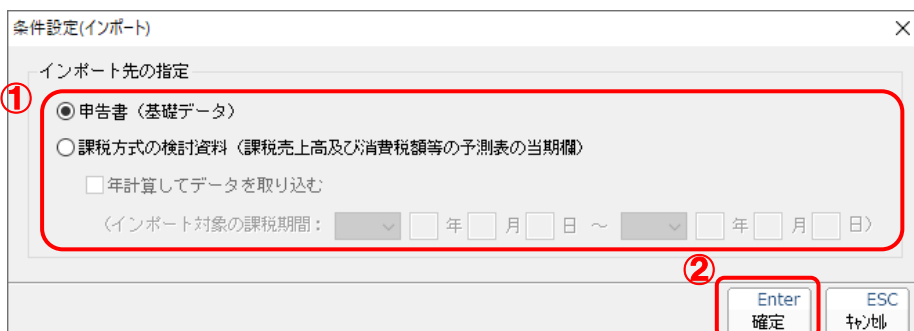 条件設定(インポート)
インポート先の指定
①
申告書（基礎データ）
課税方式の検討資料（課税売上高及び消費税額等の予測表の当期欄）
年計算してデータを取り込む
（インポート対象の課税期間： 年 月 日 ～ 年 月 日）
②
Enter ESC
確定 ｷｬﾝｾﾙ